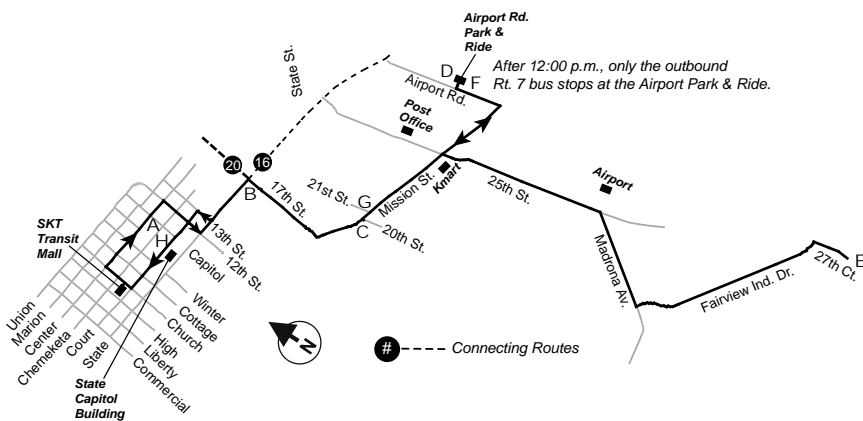 Airport Rd.
Park &
Ride
D
F
After 12:00 p.m., only the outbound
Rt. 7 bus stops at the Airport Park & Ride.
State St.
Airport Rd.
Post
Office
20
16
B
17th St.
21st St.
G
C
20th St.
Mission St.
Kmart
25th St.
Airport
Madrona Av.
Fairview Ind. Dr.
27th Ct.
E
SKT
Transit
Mall
A
H
13th St.
12th St.
Capitol
Winter
Cottage
Church
High
Liberty
Commercial
Union
Marion
Center
Chemeketa
Court
State
State
Capitol
Building
N
# Connecting Routes